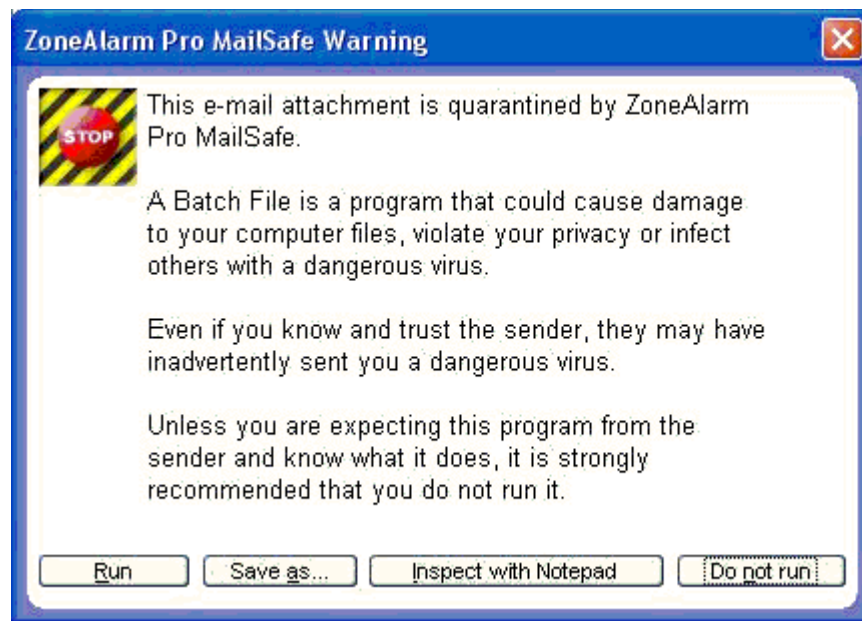 ZoneAlarm Pro MailSafe Warning
STOP
This e-mail attachment is quarantined by ZoneAlarm
Pro MailSafe.
A Batch File is a program that could cause damage
to your computer files, violate your privacy or infect
others with a dangerous virus.
Even if you know and trust the sender, they may have
inadvertently sent you a dangerous virus.
Unless you are expecting this program from the
sender and know what it does, it is strongly
recommended that you do not run it.
Run Save as... Inspect with Notepad Do not run